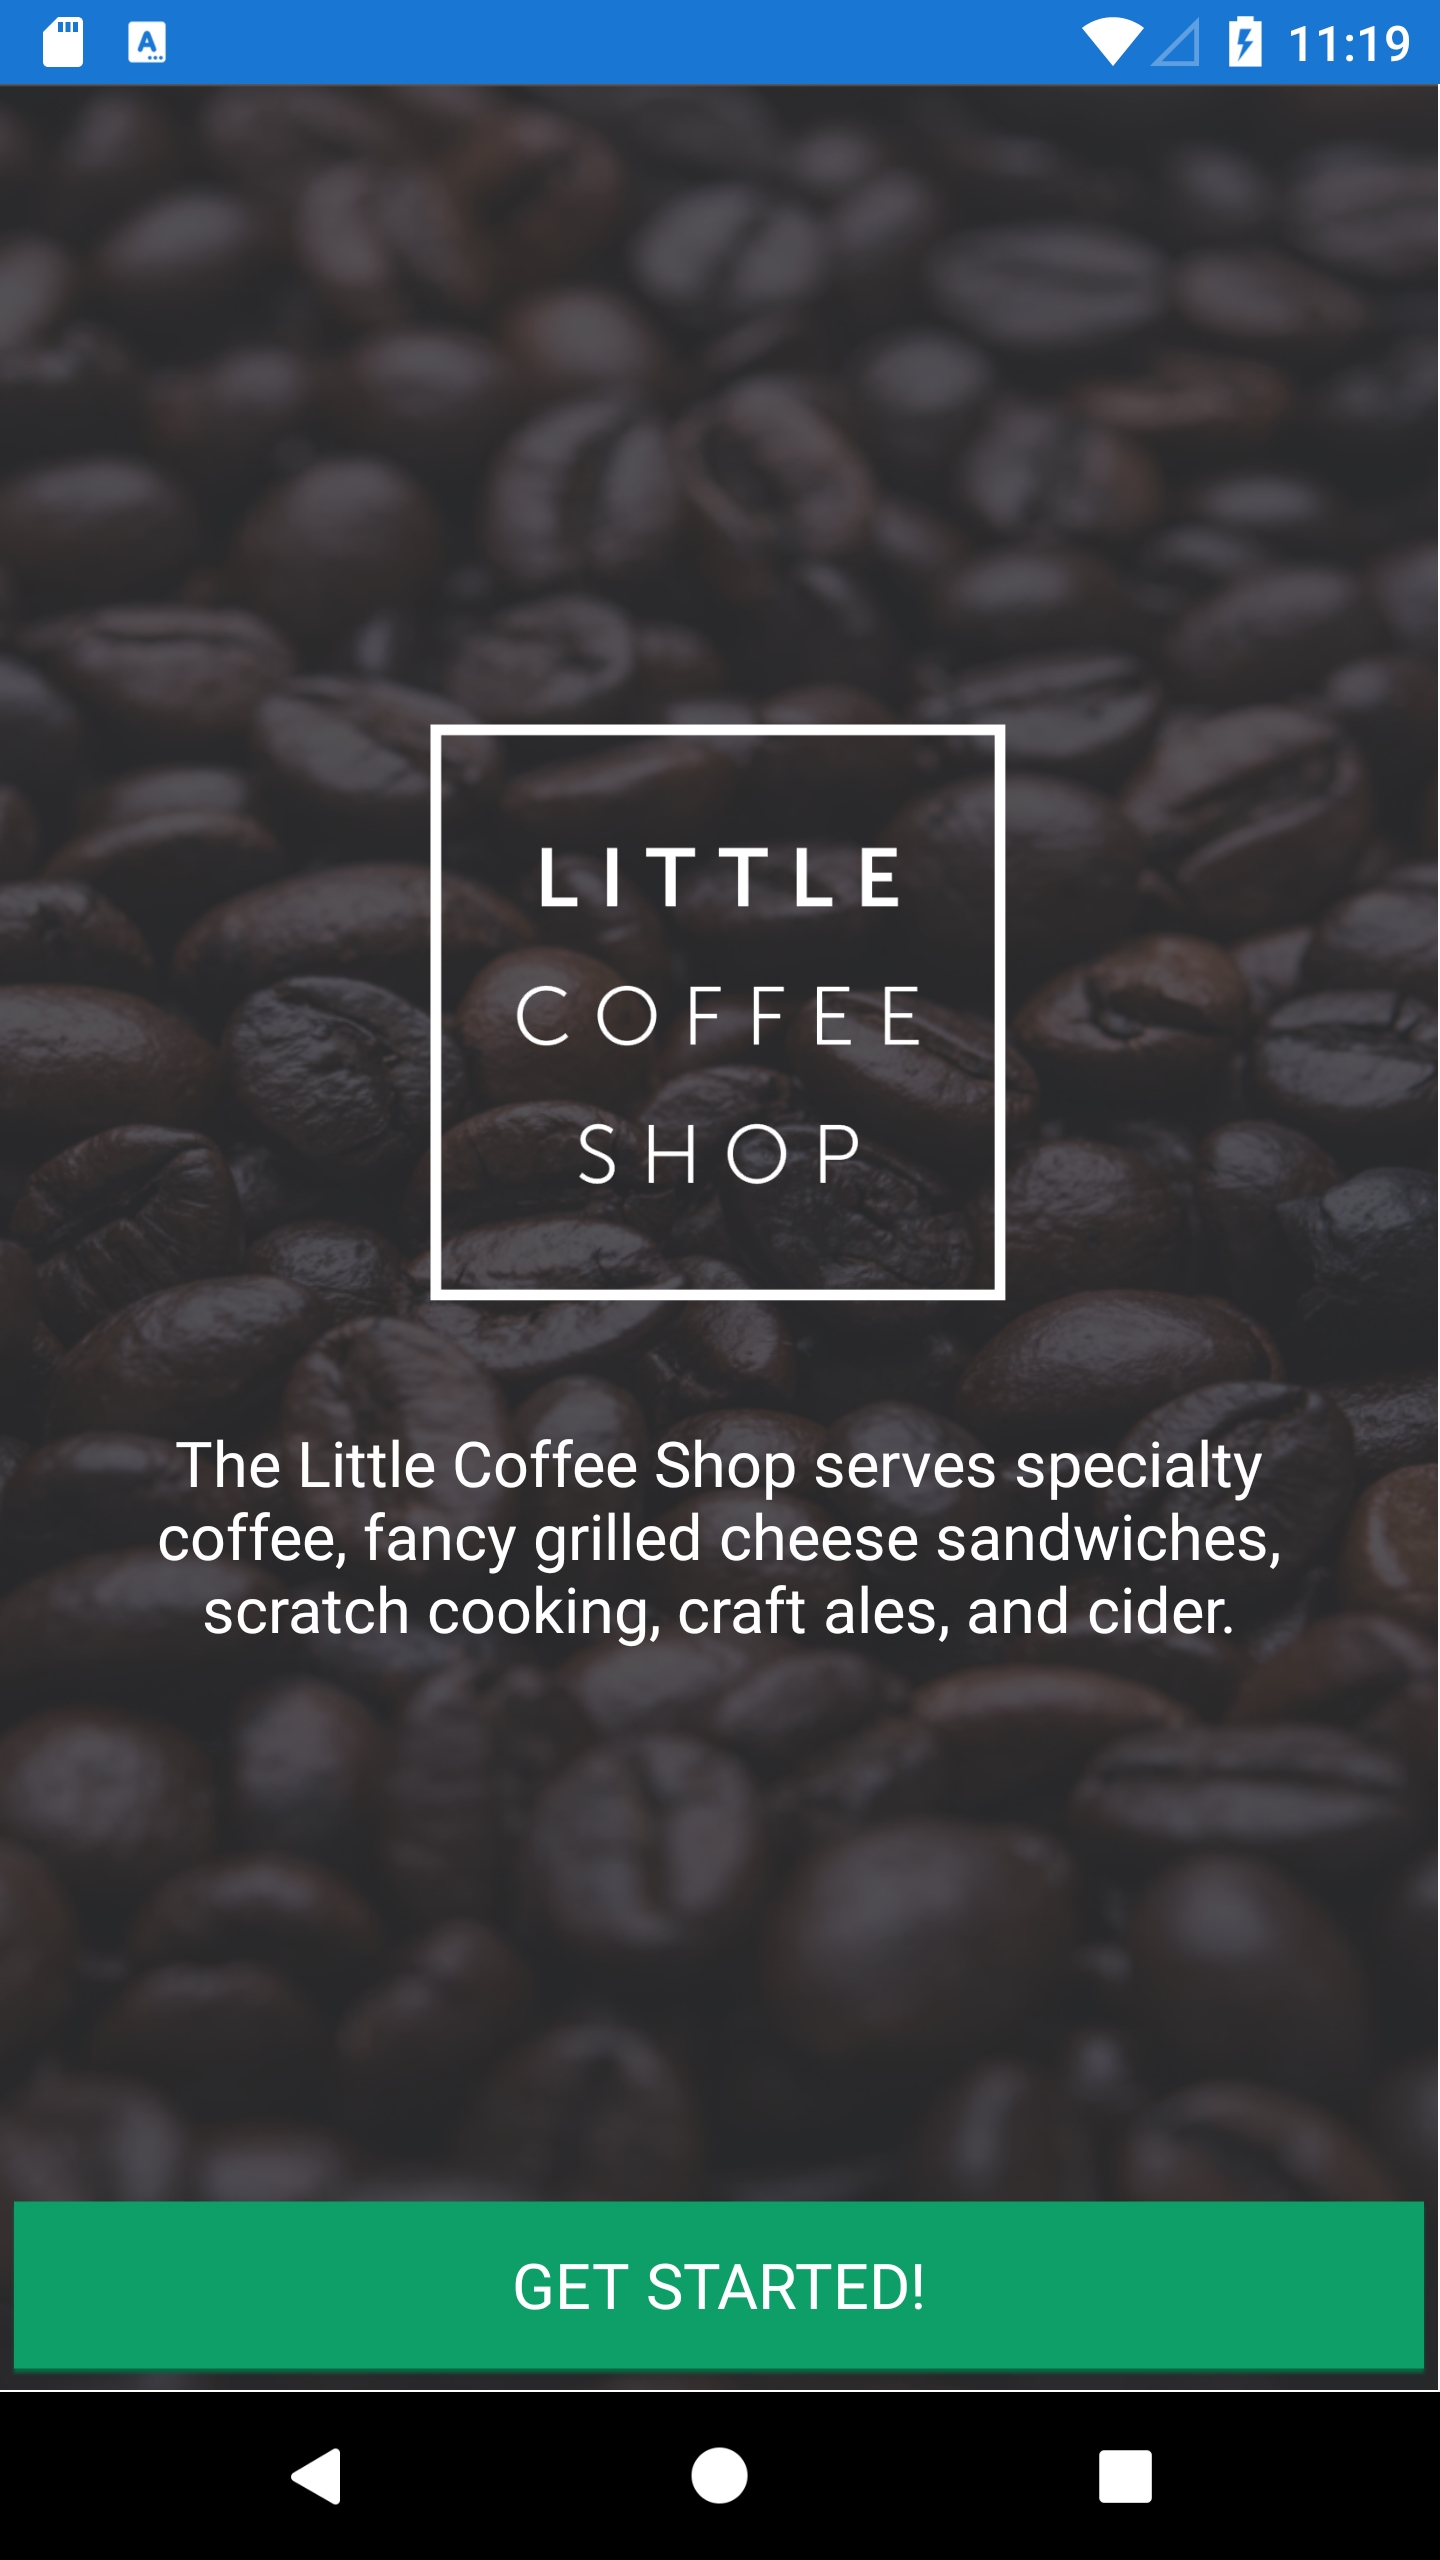 11:19
LITTLE
COFFEE
SHOP
The Little Coffee Shop serves specialty
coffee, fancy grilled cheese sandwiches,
scratch cooking, craft ales, and cider.
GET STARTED!